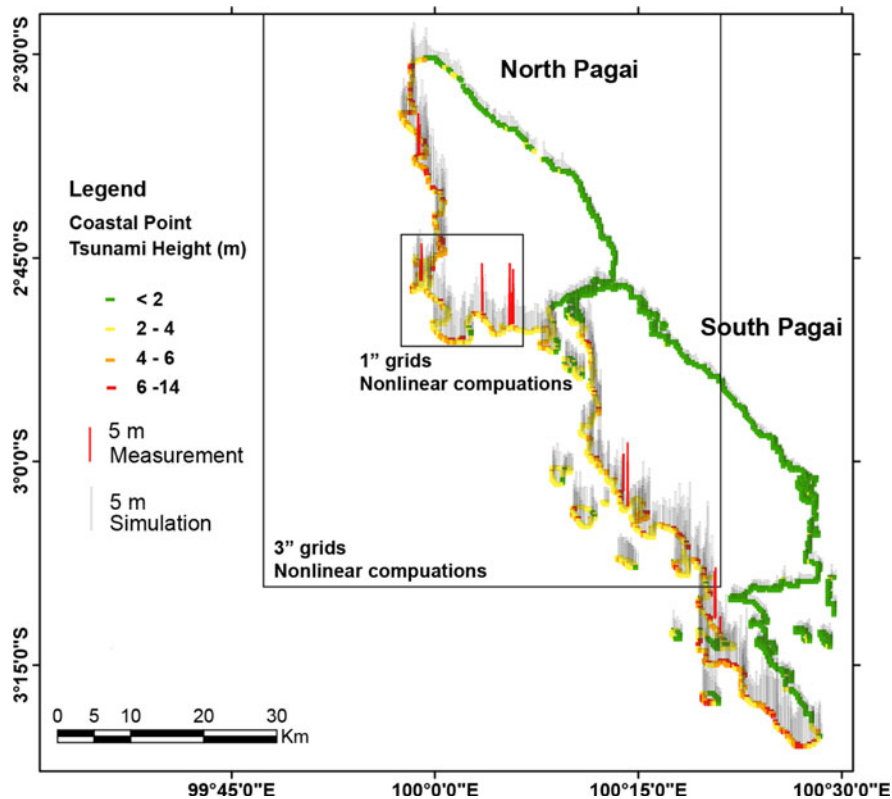 North Pagai
South Pagai
Legend
Coastal Point
Tsunami Height (m)
< 2
2 - 4
4 - 6
6 -14
5 m
Measurement
5 m
Simulation
1” grids
Nonlinear compuations
3” grids
Nonlinear compuations
0 5 10 20 30
Km
2°30'0"S
2°45'0"S
3°0'0"S
3°15'0"S
99°45'0"E 100°0'0"E 100°15'0"E 100°30'0"E